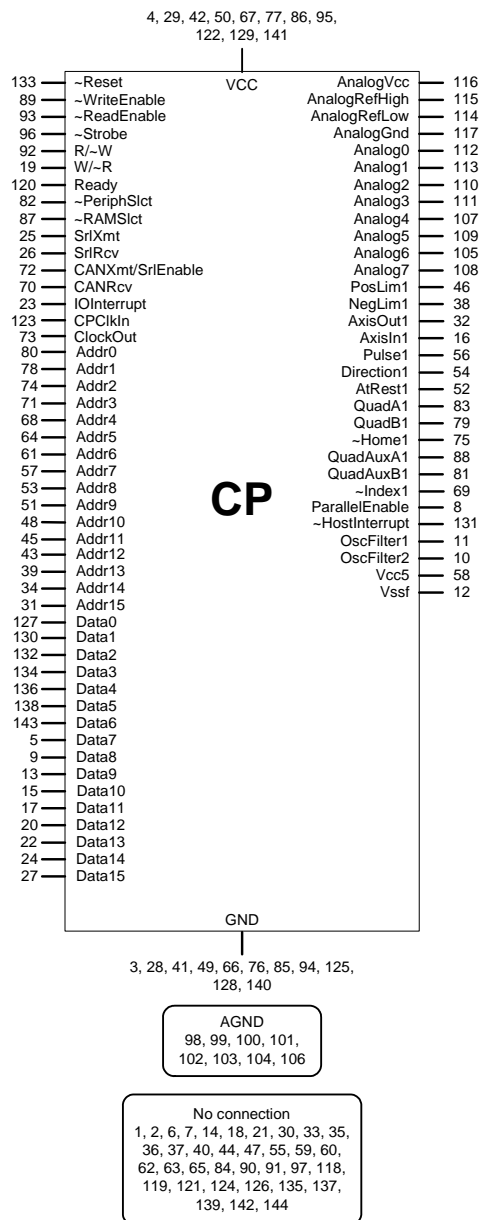 4, 29, 42, 50, 67, 77, 86, 95,
122, 129, 141
VCC
133 ~Reset
89 ~WriteEnable
93 ~ReadEnable
96 ~Strobe
92 R/~W
19 W/~R
120 Ready
82 ~PeriphSlct
87 ~RAMSlct
25 SrlXmt
26 SrlRcv
72 CANXmt/SrlEnable
70 CANRcv
23 IOInterrupt
123 CPClkIn
73 ClockOut
80 Addr0
78 Addr1
74 Addr2
71 Addr3
68 Addr4
64 Addr5
61 Addr6
57 Addr7
53 Addr8
51 Addr9
48 Addr10
45 Addr11
43 Addr12
39 Addr13
34 Addr14
31 Addr15
127 Data0
130 Data1
132 Data2
134 Data3
136 Data4
138 Data5
143 Data6
5 Data7
9 Data8
13 Data9
15 Data10
17 Data11
20 Data12
22 Data13
24 Data14
27 Data15
CP
AnalogVcc 116
AnalogRefHigh 115
AnalogRefLow 114
AnalogGnd 117
Analog0 112
Analog1 113
Analog2 110
Analog3 111
Analog4 107
Analog5 109
Analog6 105
Analog7 108
PosLim1 46
NegLim1 38
AxisOut1 32
AxisIn1 16
Pulse1 56
Direction1 54
AtRest1 52
QuadA1 83
QuadB1 79
~Home1 75
QuadAuxA1 88
QuadAuxB1 81
~Index1 69
ParallelEnable 8
~HostInterrupt 131
OscFilter1 11
OscFilter2 10
Vcc5 58
Vssf 12
GND
3, 28, 41, 49, 66, 76, 85, 94, 125,
128, 140
AGND
98, 99, 100, 101,
102, 103, 104, 106
No connection
1, 2, 6, 7, 14, 18, 21, 30, 33, 35,
36, 37, 40, 44, 47, 55, 59, 60,
62, 63, 65, 84, 90, 91, 97, 118,
119, 121, 124, 126, 135, 137,
139, 142, 144